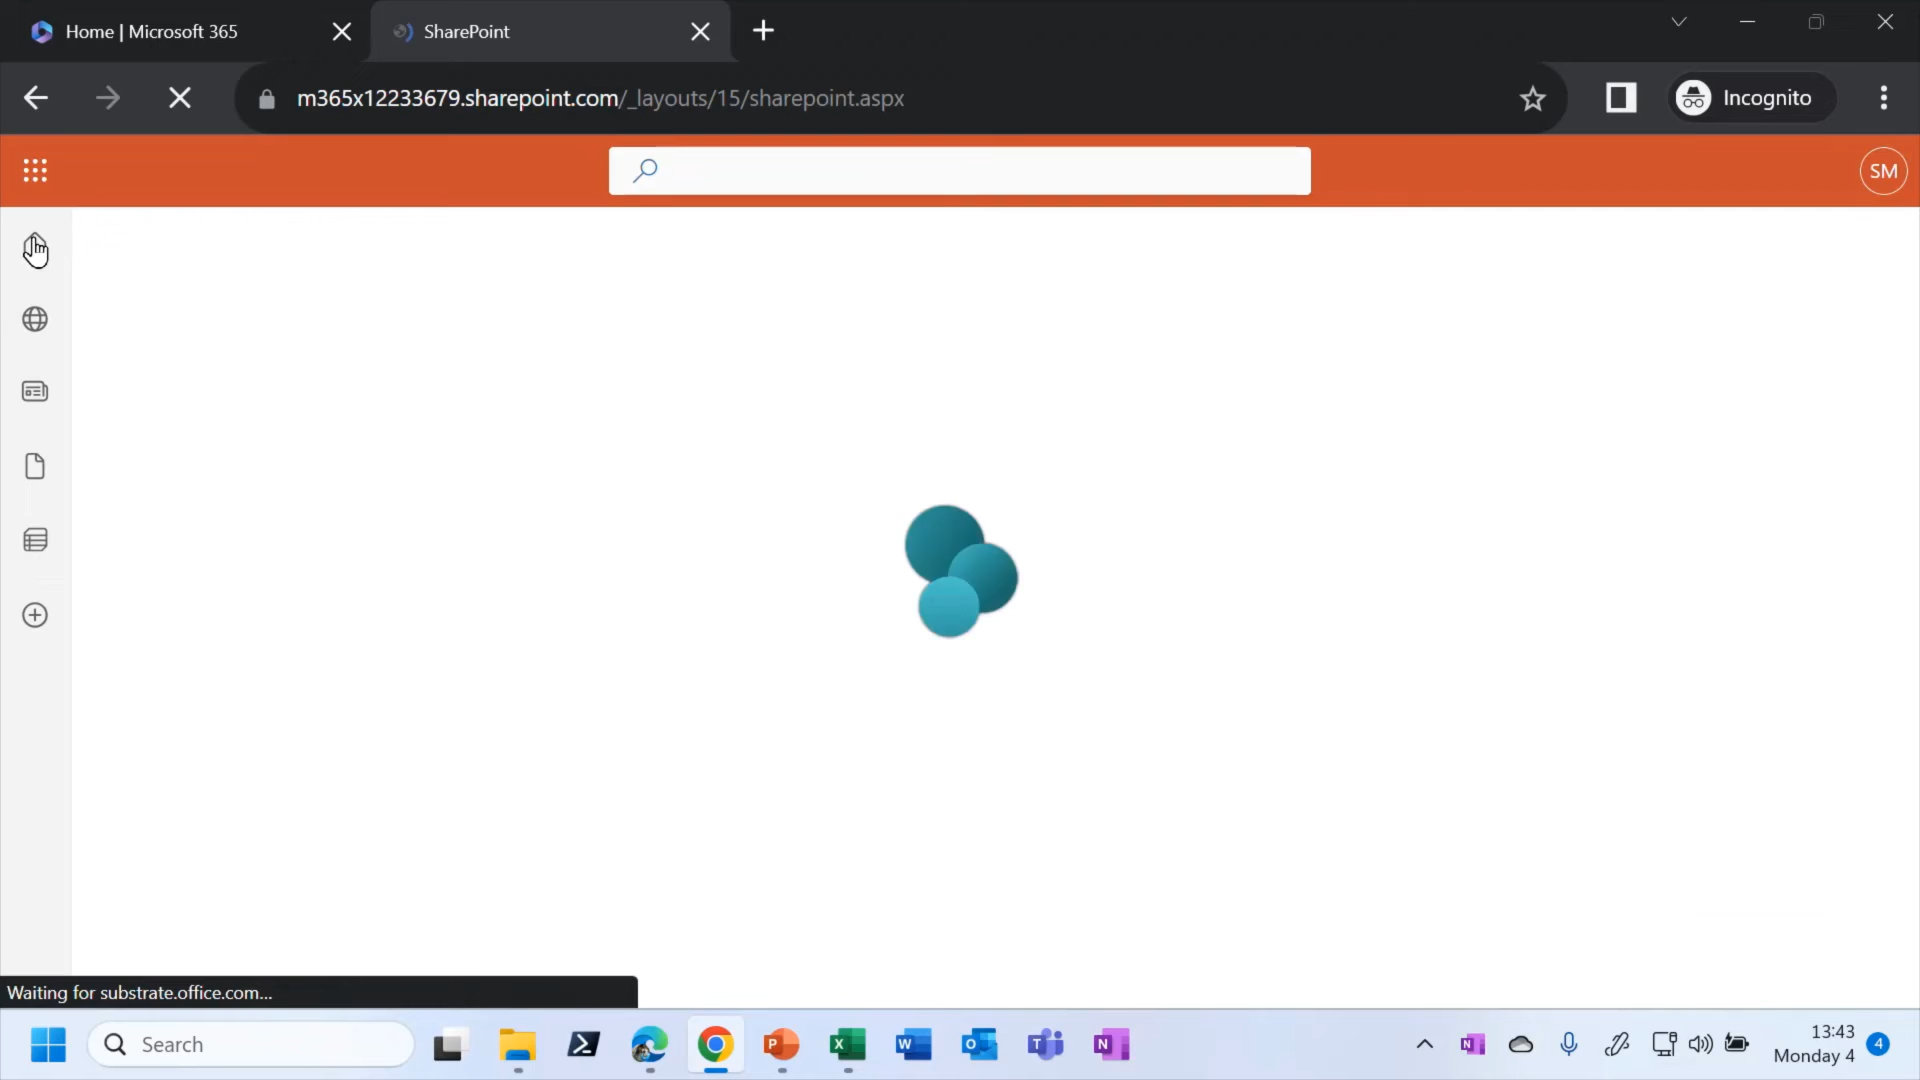 Home | Microsoft 365
SharePoint
m365x12233679.sharepoint.com/_layouts/15/sharepoint.aspx
Incognito
SM
Waiting for substrate.office.com...
Search
13:43
Monday 4
4